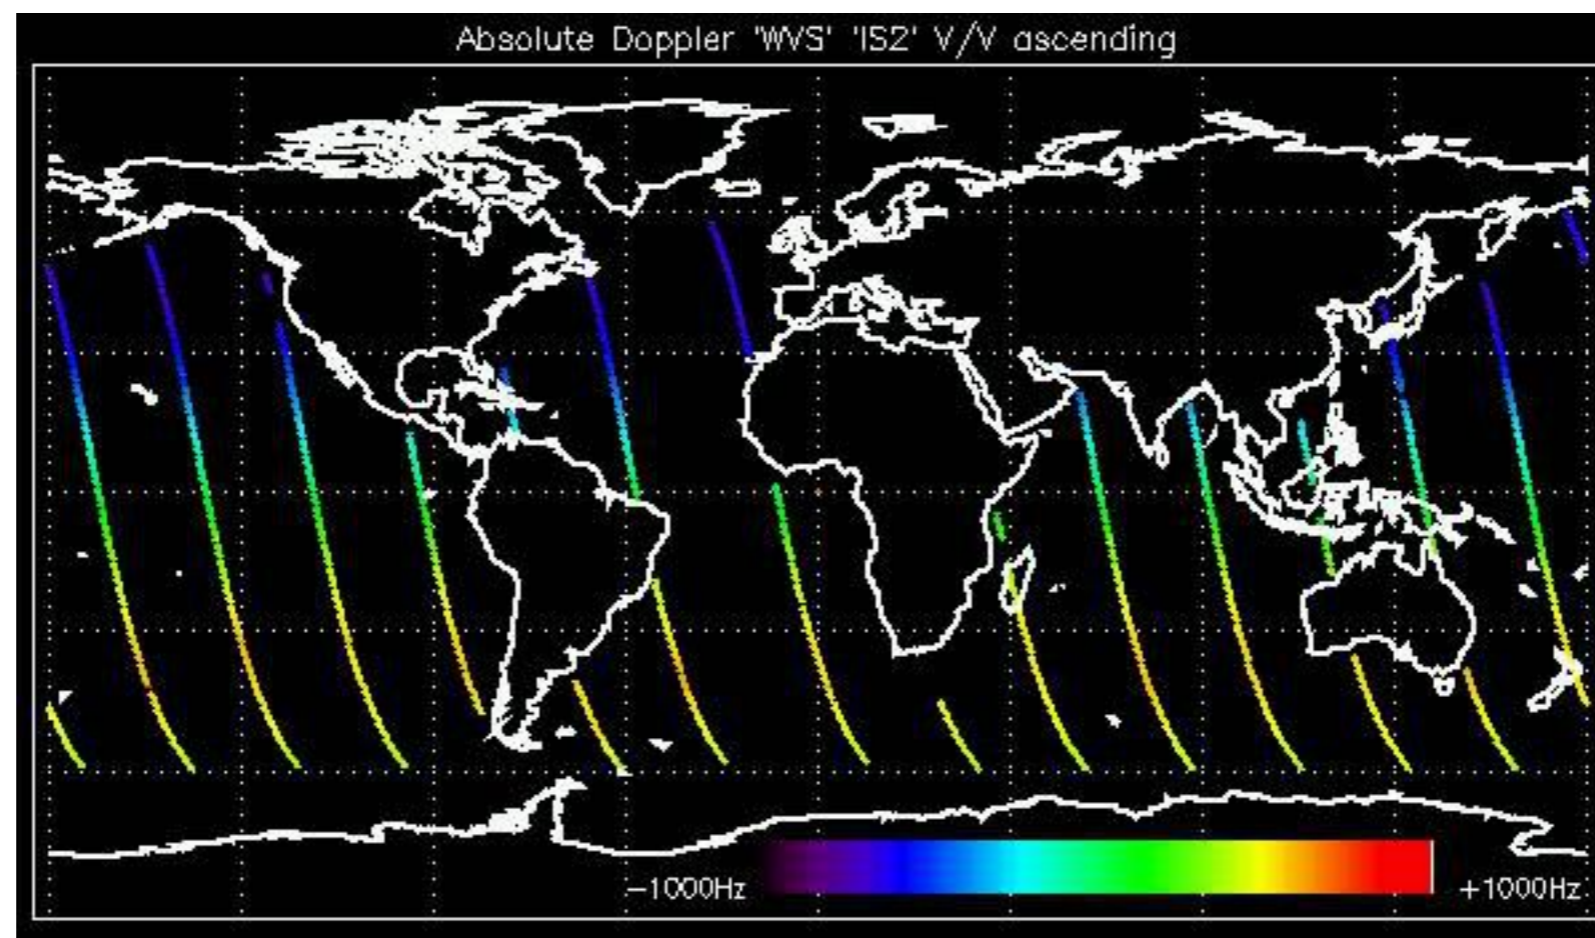 Absolute Doppler 'WVS' 'IS2' V/V ascending
−1000Hz +1000Hz